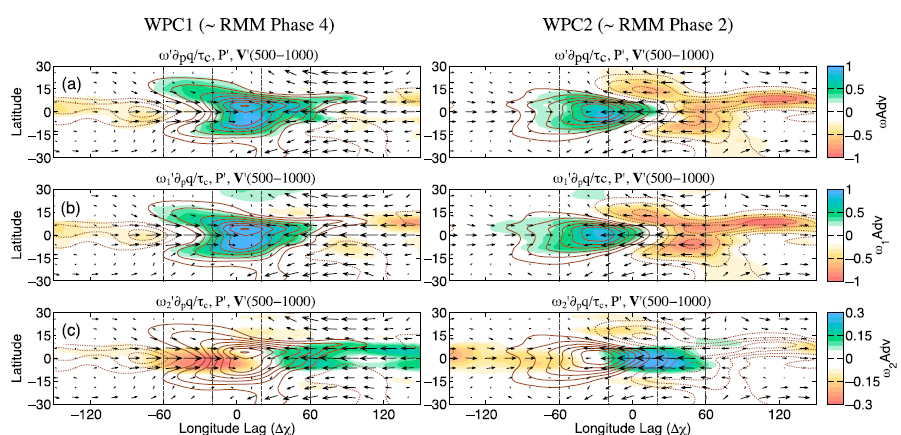 WPC1 (~ RMM Phase 4)
WPC2 (~ RMM Phase 2)
ω'∂pq/τc, P', V'(500−1000)
ω'∂pq/τc, P', V'(500−1000)
30
15
0
−15
−30
Latitude
(a)
1
0.5
0
−0.5
−1
ωAdv
ω1'∂pq/τc, P', V'(500−1000)
ω1'∂pq/τc, P', V'(500−1000)
30
15
0
−15
−30
Latitude
(b)
1
0.5
0
−0.5
−1
ω1Adv
ω2'∂pq/τc, P', V'(500−1000)
ω2'∂pq/τc, P', V'(500−1000)
30
15
0
−15
−30
Latitude
(c)
0.3
0.15
0
−0.15
−0.3
ω2Adv
−120 −60 0 60 120
−120 −60 0 60 120
Longitude Lag (Δχ)
Longitude Lag (Δχ)